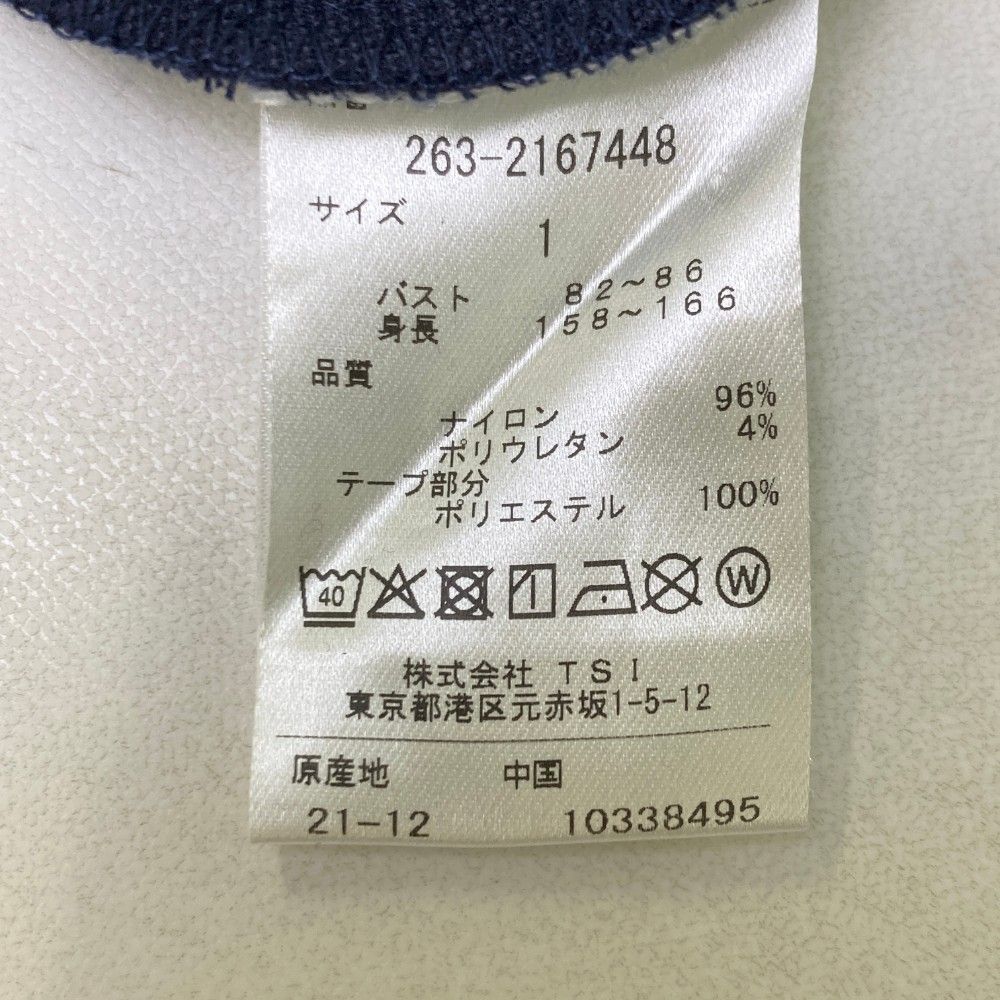 263-2167448
サイズ
1
バスト 82～86
身長 158～166
品質
ナイロン 96%
ポリウレタン 4%
テープ部分
ポリエステル 100%
40
W
株式会社 TSI
東京都港区元赤坂1-5-12
原産地 中国
21-12 10338495